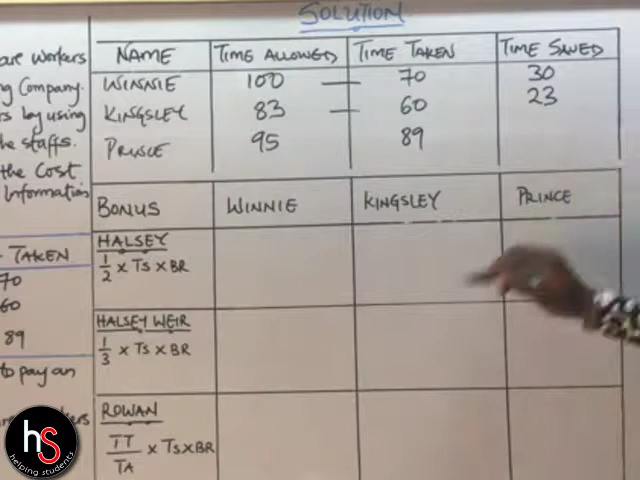 SOLUTION
are workers
ng Company.
rs by using
he staffs.
the Cost
Information
TAKEN
70
60
89
to pay an
NAME TIME ALLOWED TIME TAKEN TIME SAVED
WINNIE 100 — 70 30
KINGSLEY 83 — 60 23
PRINCE 95 89
BONUS WINNIE KINGSLEY PRINCE
HALSEY
1/2 × TS × BR
HALSEY WEIR
1/3 × TS × BR
ROWAN
TT/TA × TS × BR
hs
helping students